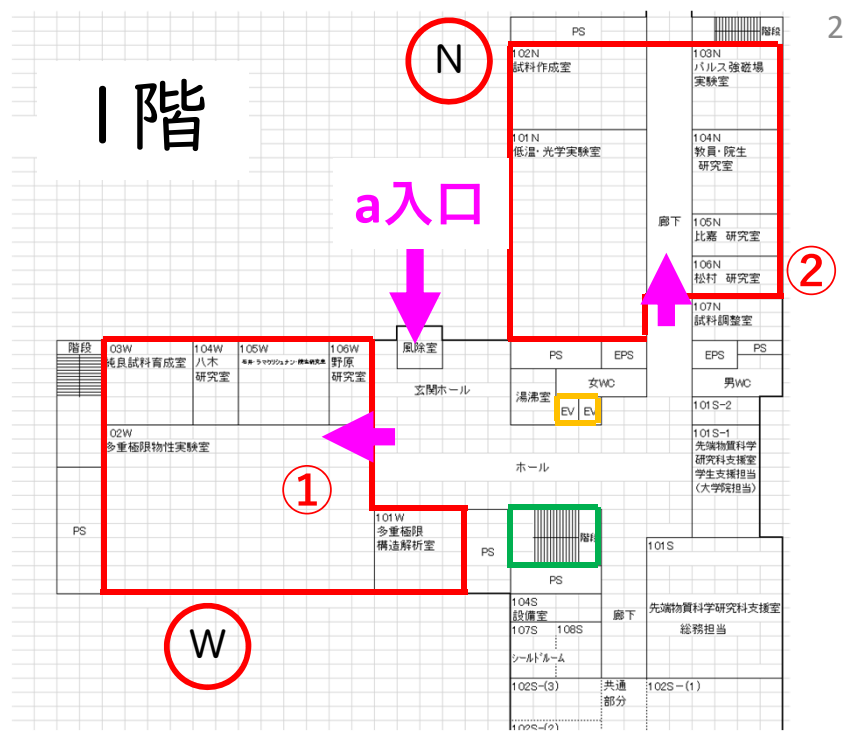 2
1階
N
a入口
PS
階段
102N
試料作成室
103N
パルス強磁場
実験室
101N
低温・光学実験室
104N
教員・院生
研究室
廊下
105N
比嘉 研究室
106N
松村 研究室
②
107N
試料調整室
階段
03W
純良試料育成室
104W
八木
研究室
105W
106W
野原
研究室
風除室
玄関ホール
PS
EPS
EPS
PS
湯沸室
女WC
男WC
EV
EV
101S-2
02W
多重極限物性実験室
101S-1
先端物質科学
研究科支援室
学生支援担当
(大学院担当)
ホール
①
PS
101W
多重極限
構造解析室
PS
階段
101S
PS
104S
設備室
廊下
先端物質科学研究科支援室
総務担当
107S
108S
シールドルーム
W
102S-(3)
共通
部分
102S-(1)
102S-(2)